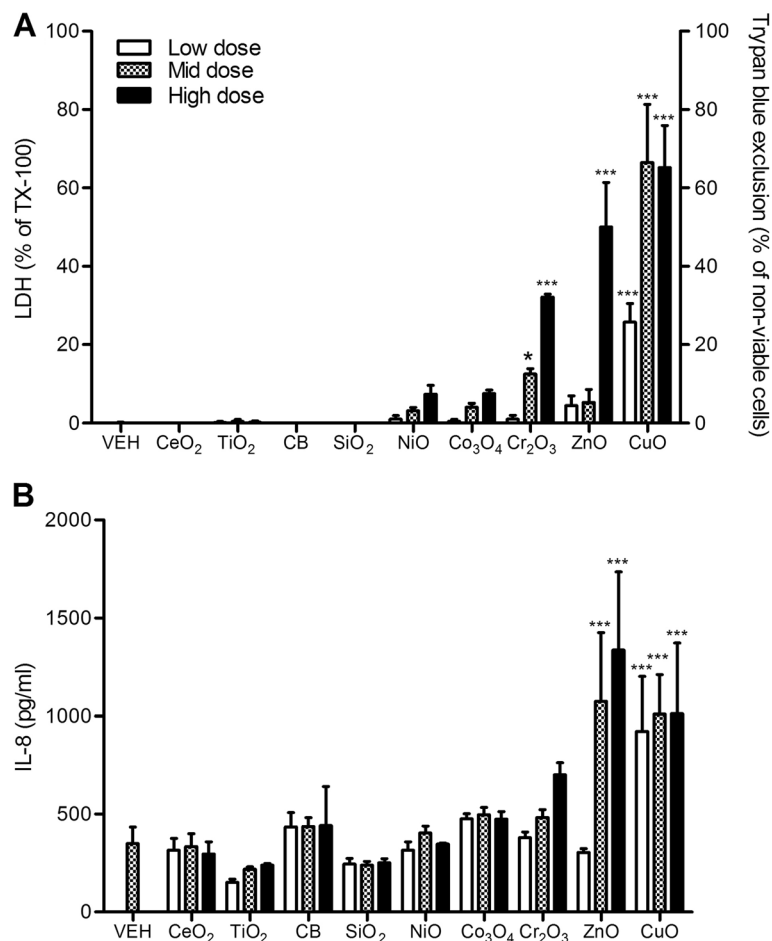 A
Low dose
Mid dose
High dose
LDH (% of TX-100)
100
80
60
40
20
0
Trypan blue exclusion (% of non-viable cells)
100
80
60
40
20
0
*
***
***
***
***
***
VEH CeO₂ TiO₂ CB SiO₂ NiO Co₃O₄ Cr₂O₃ ZnO CuO
B
IL-8 (pg/ml)
2000
1500
1000
500
0
***
***
***
***
***
VEH CeO₂ TiO₂ CB SiO₂ NiO Co₃O₄ Cr₂O₃ ZnO CuO